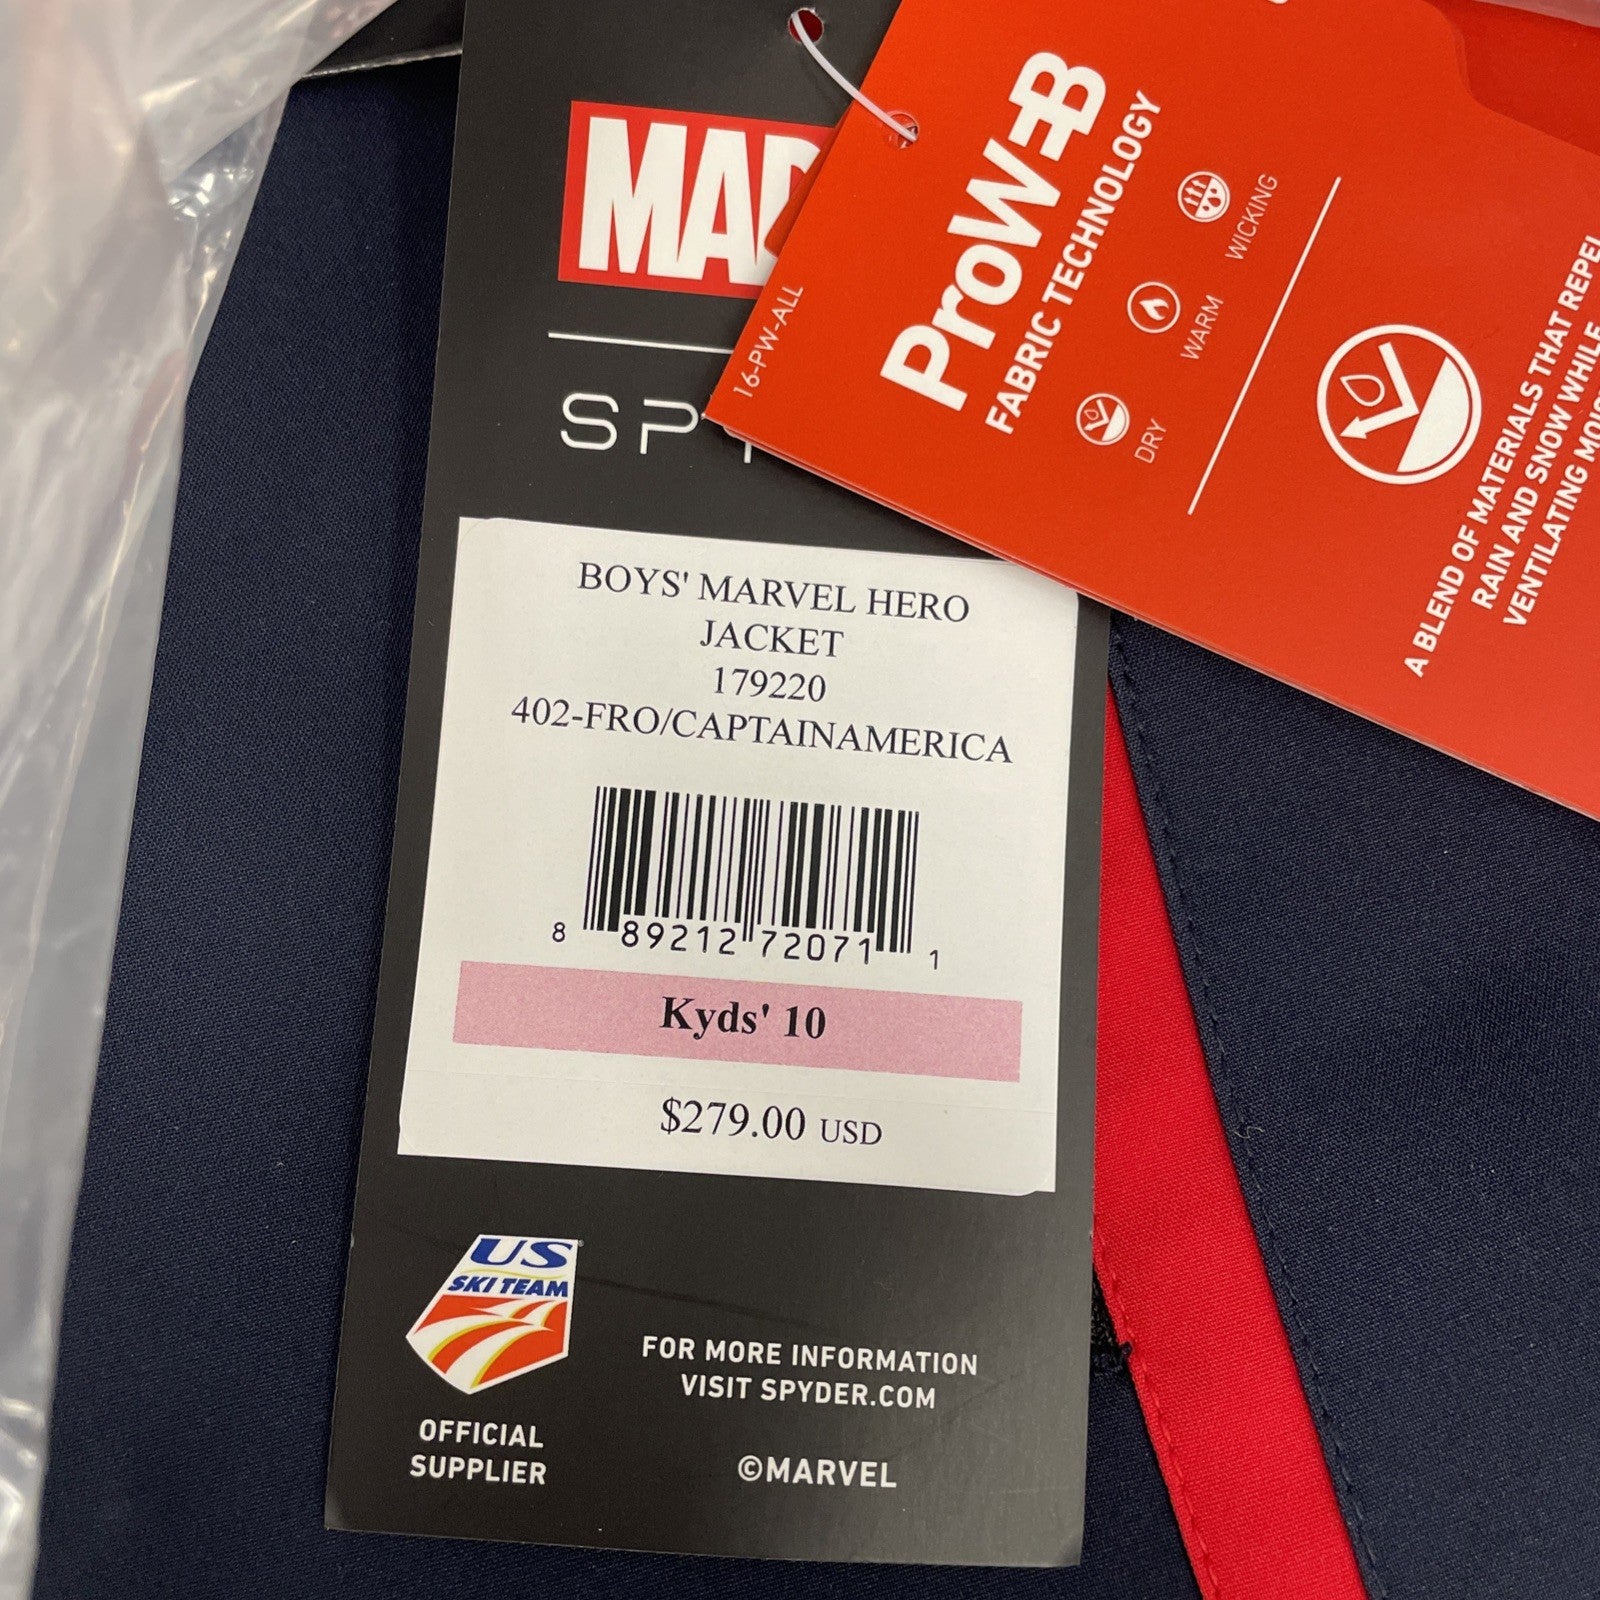 ProW=B
FABRIC TECHNOLOGY
WICKING
WARM
DRY
16-PW-ALL
A BLEND OF MATERIALS THAT REPEL
RAIN AND SNOW WHILE
VENTILATING
BOYS' MARVEL HERO
JACKET
179220
402-FRO/CAPTAINAMERICA
8 89212 72071 1
Kyds' 10
$279.00 USD
US
SKI TEAM
OFFICIAL
SUPPLIER
FOR MORE INFORMATION
VISIT SPYDER.COM
©MARVEL